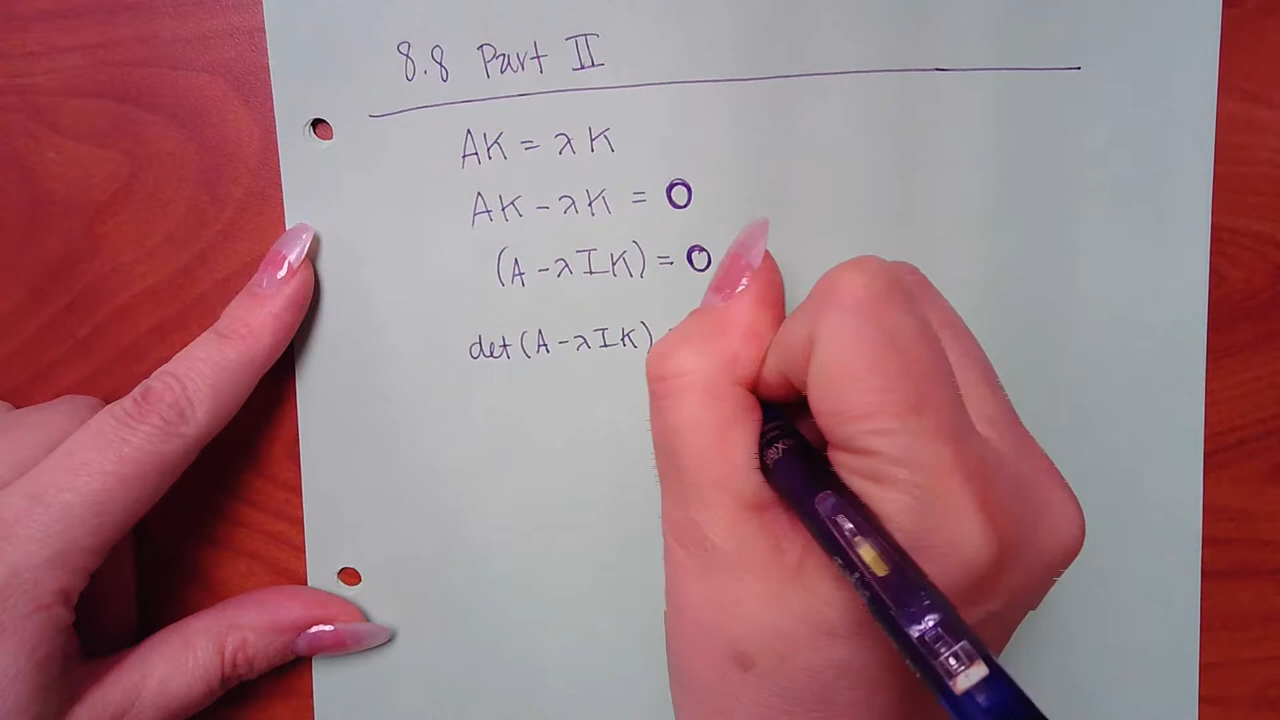 8.8 Part II
AK = λK
AK - λK = 0
(A - λIK) = 0
det(A - λIK)